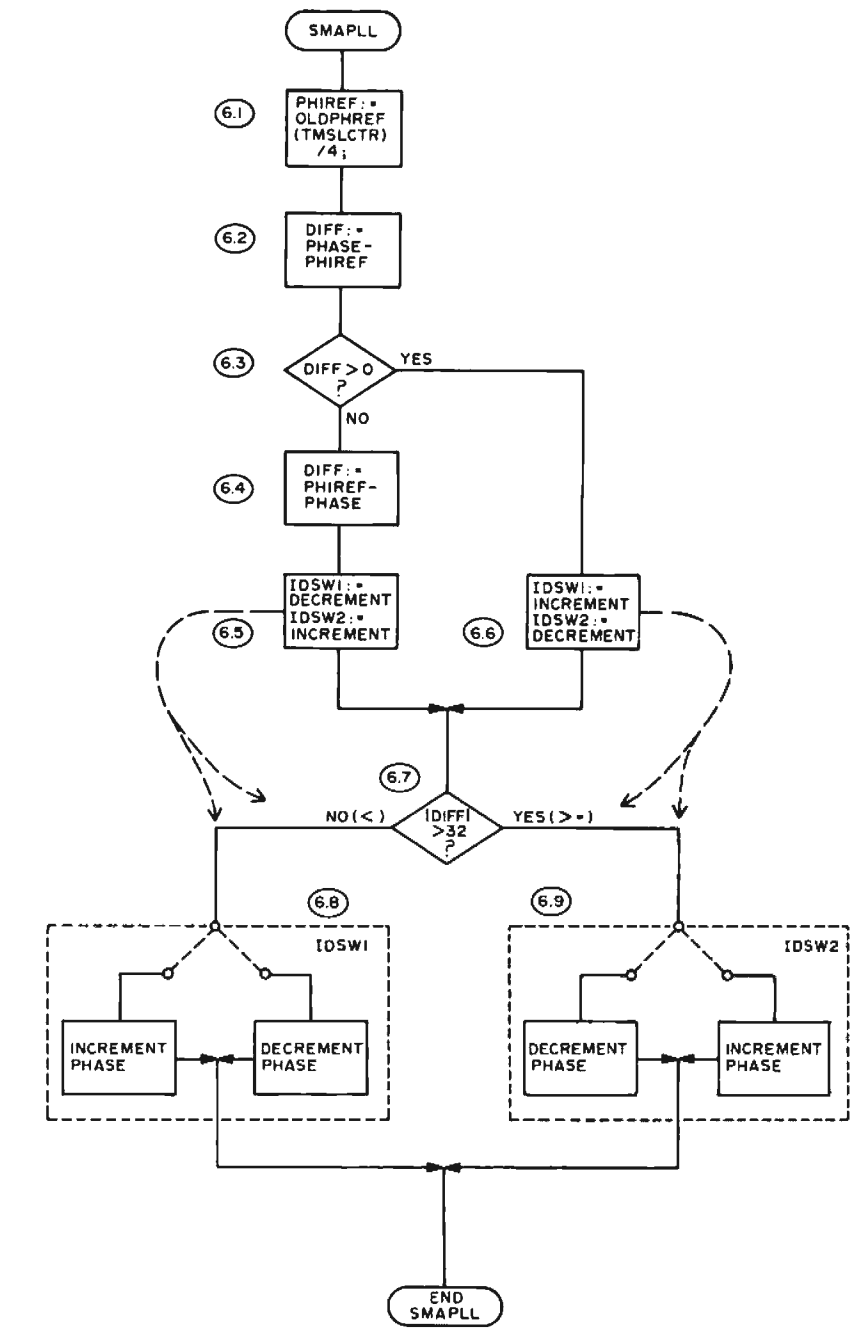 SMAPLL
6.1
PHIREF:=
OLDPHREF
(TMSLCTR)
/4;
6.2
DIFF:=
PHASE-
PHIREF
6.3
DIFF>0
?
YES
NO
6.4
DIFF:=
PHIREF-
PHASE
6.5
IDSW1:=
DECREMENT
IDSW2:=
INCREMENT
6.6
IDSW1:=
INCREMENT
IDSW2:=
DECREMENT
6.7
|DIFF|
>32
?
NO(<)
YES(>=)
6.8
IDSW1
INCREMENT
PHASE
DECREMENT
PHASE
6.9
IDSW2
DECREMENT
PHASE
INCREMENT
PHASE
END
SMAPLL